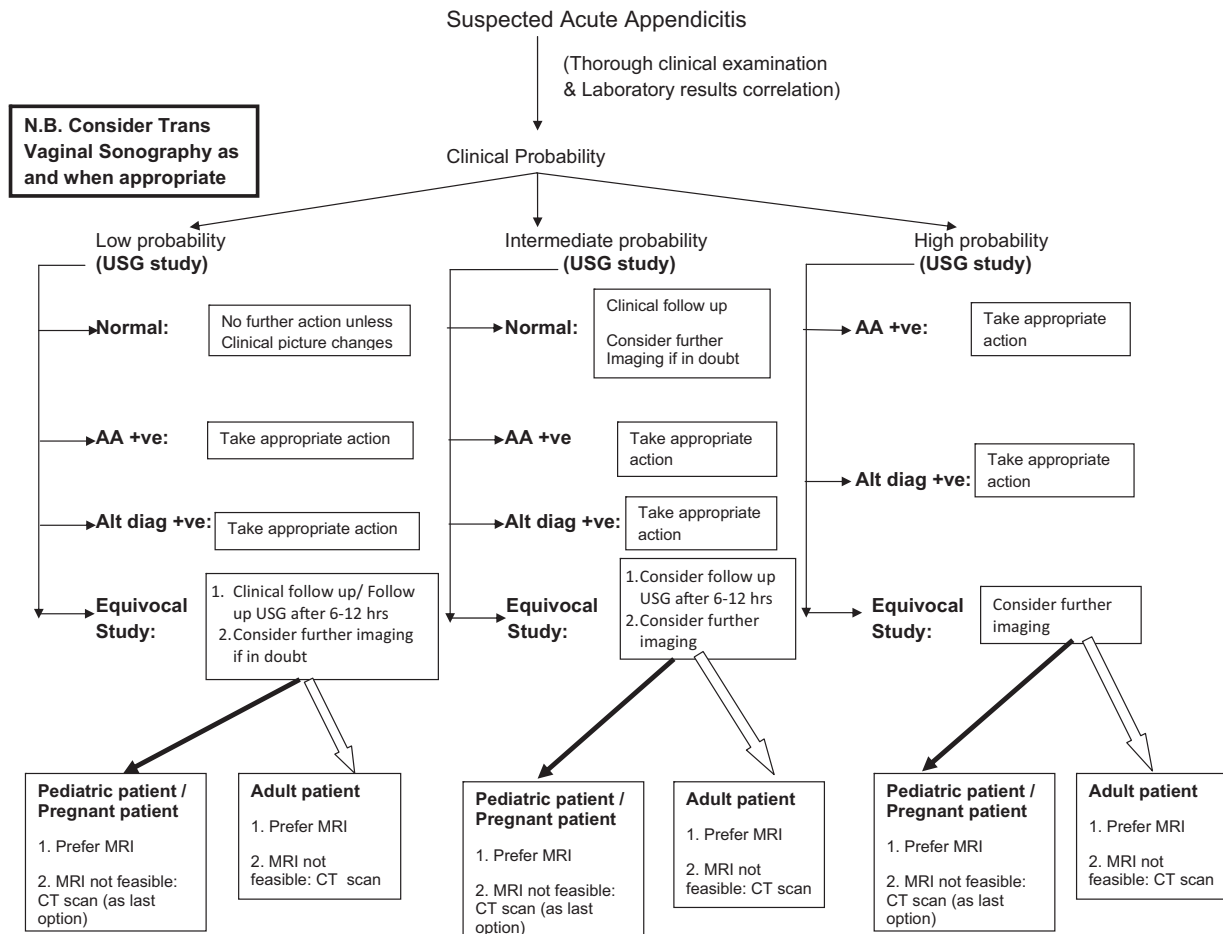 Suspected Acute Appendicitis
(Thorough clinical examination
& Laboratory results correlation)
N.B. Consider Trans
Vaginal Sonography as
and when appropriate
Clinical Probability
Low probability
(USG study)
Normal:
No further action unless
Clinical picture changes
AA +ve:
Take appropriate action
Alt diag +ve:
Take appropriate action
Equivocal
Study:
1. Clinical follow up/ Follow
up USG after 6-12 hrs
2.Consider further imaging
if in doubt
Pediatric patient /
Pregnant patient
1. Prefer MRI
2. MRI not feasible:
CT scan (as last
option)
Adult patient
1. Prefer MRI
2. MRI not
feasible: CT scan
Intermediate probability
(USG study)
Normal:
Clinical follow up
Consider further
Imaging if in doubt
AA +ve
Take appropriate
action
Alt diag +ve:
Take appropriate
action
Equivocal
Study:
1.Consider follow up
USG after 6-12 hrs
2.Consider further
imaging
Pediatric patient /
Pregnant patient
1. Prefer MRI
2. MRI not feasible:
CT scan (as last
option)
Adult patient
1. Prefer MRI
2. MRI not
feasible: CT scan
High probability
(USG study)
AA +ve:
Take appropriate
action
Alt diag +ve:
Take appropriate
action
Equivocal
Study:
Consider further
imaging
Pediatric patient /
Pregnant patient
1. Prefer MRI
2. MRI not feasible:
CT scan (as last
option)
Adult patient
1. Prefer MRI
2. MRI not
feasible: CT scan